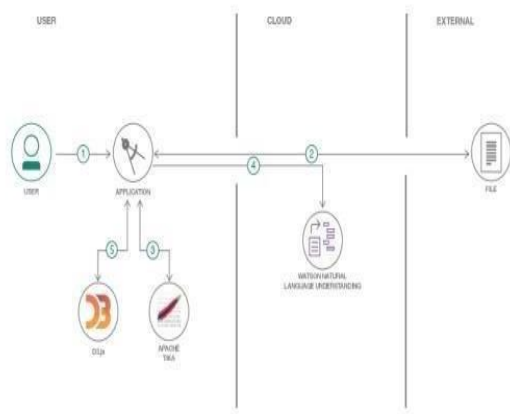 USER
CLOUD
EXTERNAL
1
2
4
USER
APPLICATION
FILE
5
3
WATSON NATURAL
LANGUAGE UNDERSTANDING
D3.js
APACHE
TIKA